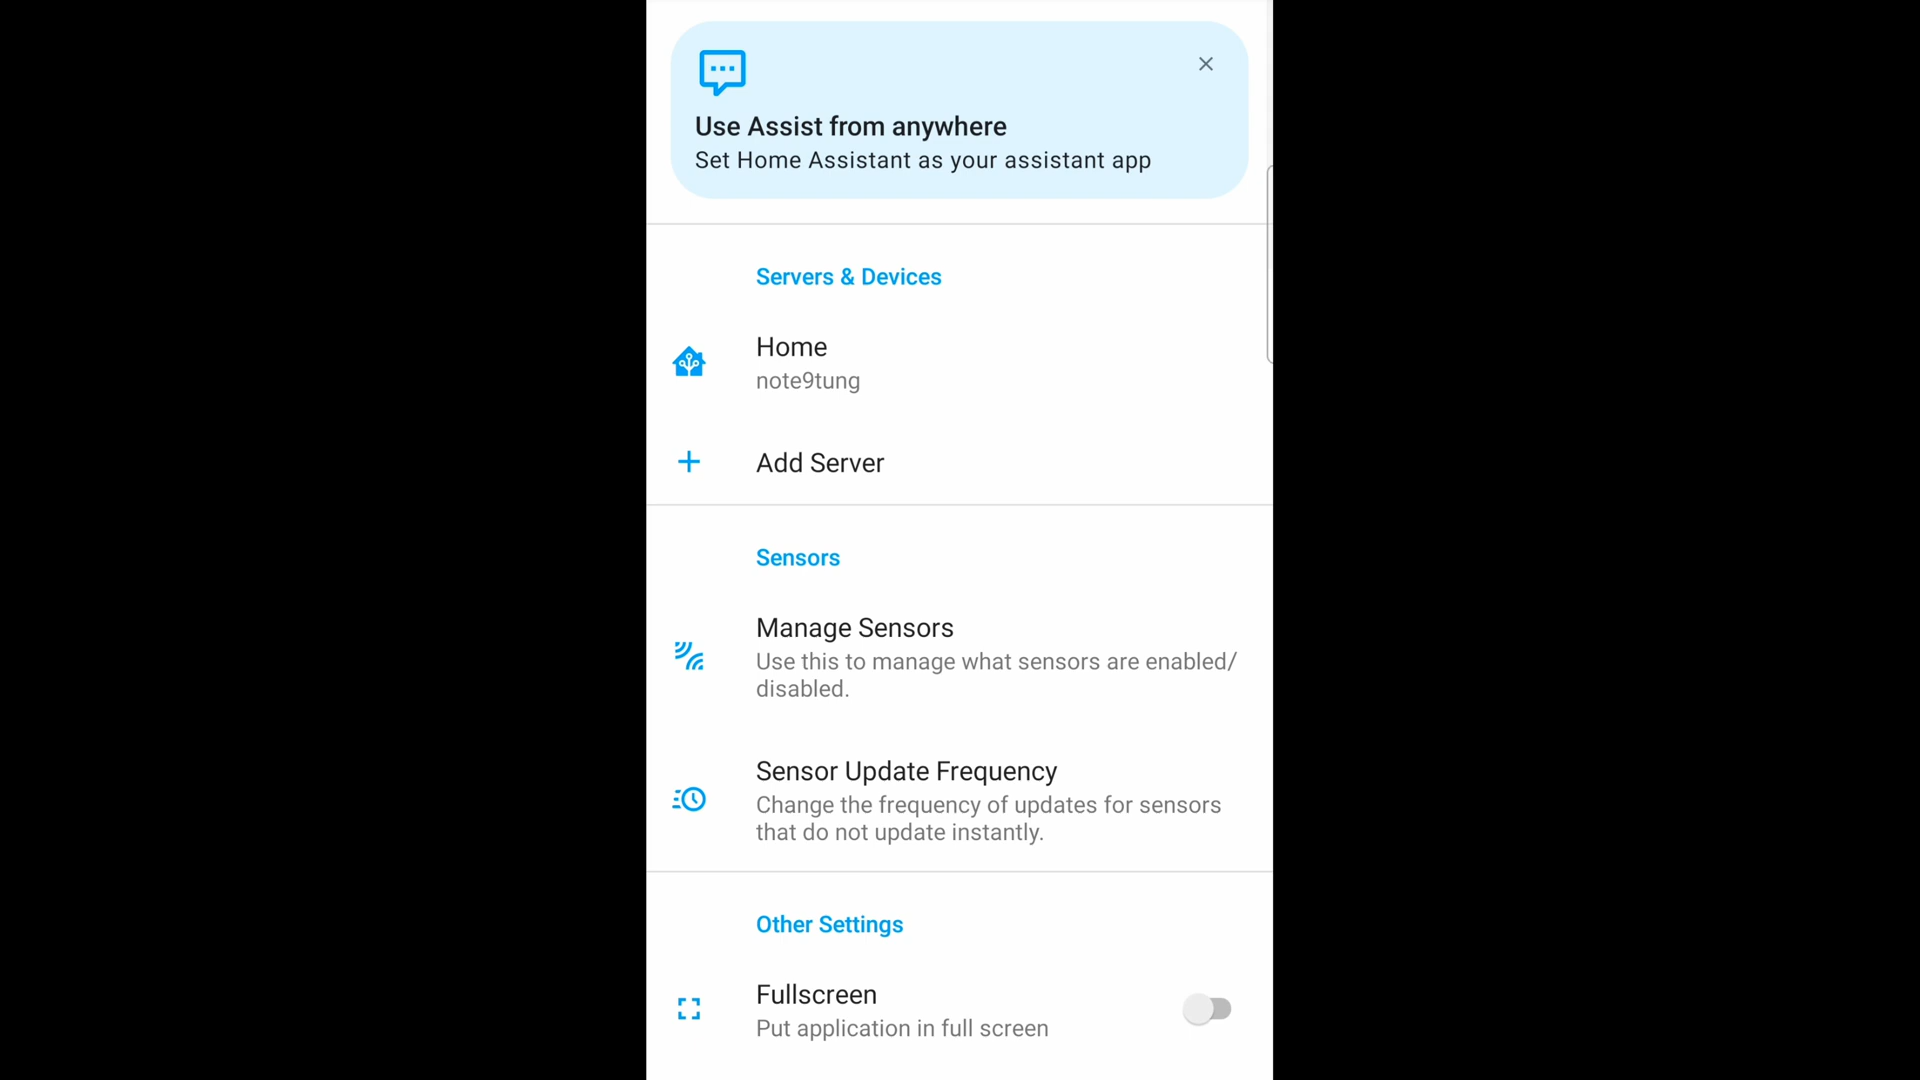 Use Assist from anywhere
Set Home Assistant as your assistant app
Servers & Devices
Home
note9tung
Add Server
Sensors
Manage Sensors
Use this to manage what sensors are enabled/
disabled.
Sensor Update Frequency
Change the frequency of updates for sensors
that do not update instantly.
Other Settings
Fullscreen
Put application in full screen